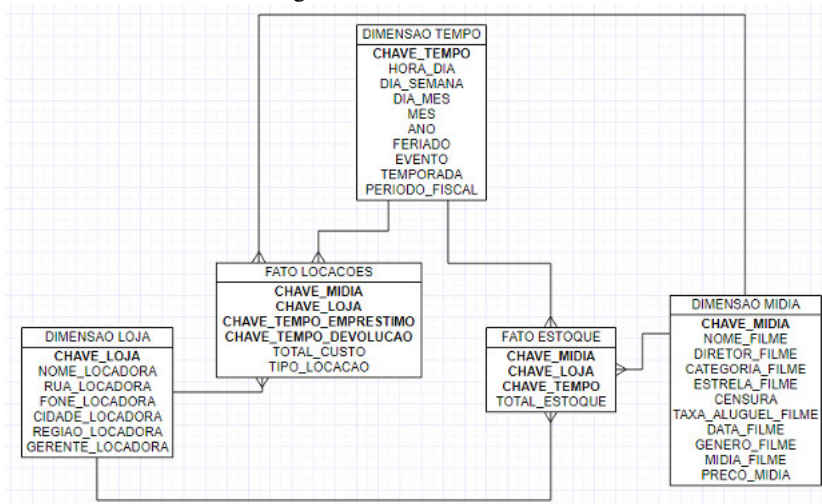 DIMENSAO TEMPO
CHAVE_TEMPO
HORA_DIA
DIA_SEMANA
DIA_MES
MES
ANO
FERIADO
EVENTO
TEMPORADA
PERIODO_FISCAL
FATO LOCACOES
CHAVE_MIDIA
CHAVE_LOJA
CHAVE_TEMPO_EMPRESTIMO
CHAVE_TEMPO_DEVOLUCAO
TOTAL_CUSTO
TIPO_LOCACAO
DIMENSAO LOJA
CHAVE_LOJA
NOME_LOCADORA
RUA_LOCADORA
FONE_LOCADORA
CIDADE_LOCADORA
REGIAO_LOCADORA
GERENTE_LOCADORA
FATO ESTOQUE
CHAVE_MIDIA
CHAVE_LOJA
CHAVE_TEMPO
TOTAL_ESTOQUE
DIMENSAO MIDIA
CHAVE_MIDIA
NOME_FILME
DIRETOR_FILME
CATEGORIA_FILME
ESTRELA_FILME
CENSURA
TAXA_ALUGUEL_FILME
DATA_FILME
GENERO_FILME
MIDIA_FILME
PRECO_MIDIA